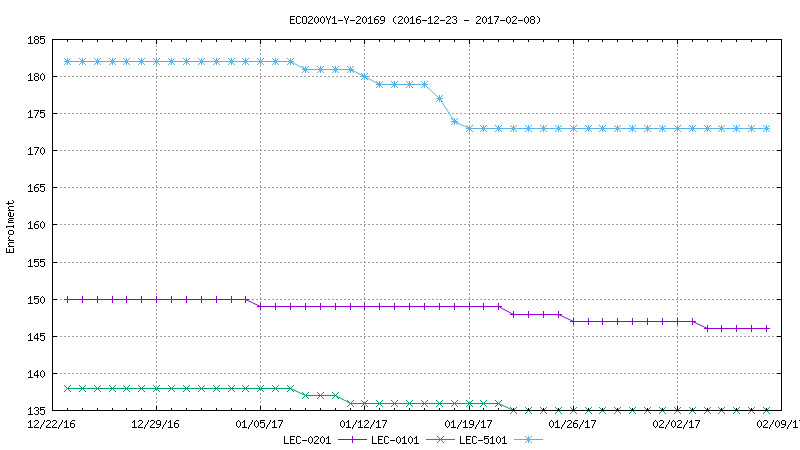 ECO200Y1-Y-20169 (2016-12-23 - 2017-02-08)
185
180
175
170
165
160
155
150
145
140
135
Enrolment
12/22/16 12/29/16 01/05/17 01/12/17 01/19/17 01/26/17 02/02/17 02/09/17
LEC-0201 LEC-0101 LEC-5101